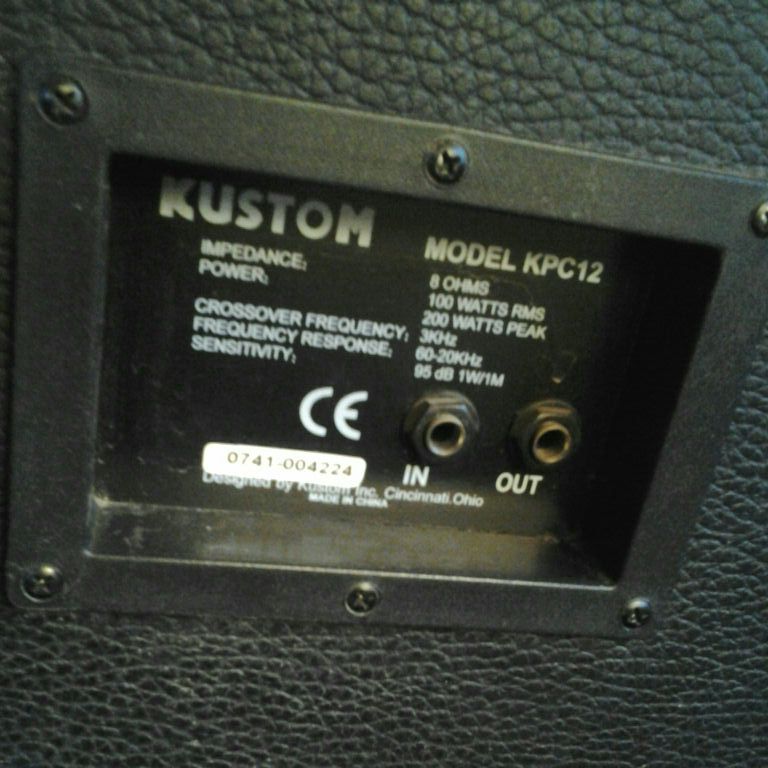 KUSTOM
MODEL KPC12
IMPEDANCE; 8 OHMS
POWER; 100 WATTS RMS
200 WATTS PEAK
CROSSOVER FREQUENCY; 3KHz
FREQUENCY RESPONSE; 60-20KHz
SENSITIVITY; 95 dB 1W/1M
CE
0741-004224
IN
OUT
Designed by Kustom Inc. Cincinnati.Ohio
MADE IN CHINA